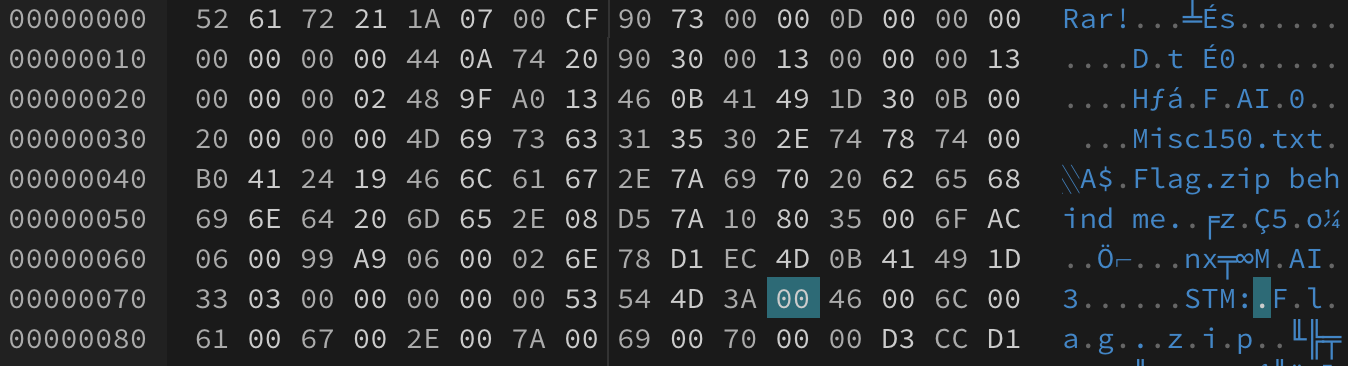 00000000 52 61 72 21 1A 07 00 CF 90 73 00 00 0D 00 00 00 Rar!...╧És......
00000010 00 00 00 00 44 0A 74 20 90 30 00 13 00 00 00 13 ....D.t É0......
00000020 00 00 00 02 48 9F A0 13 46 0B 41 49 1D 30 0B 00 ....Hƒá.F.AI.0..
00000030 20 00 00 00 4D 69 73 63 31 35 30 2E 74 78 74 00  ...Misc150.txt.
00000040 B0 41 24 19 46 6C 61 67 2E 7A 69 70 20 62 65 68 ░A$.Flag.zip beh
00000050 69 6E 64 20 6D 65 2E 08 D5 7A 10 80 35 00 6F AC ind me..╒z.Ç5.o¼
00000060 06 00 99 A9 06 00 02 6E 78 D1 EC 4D 0B 41 49 1D ..Ö⌐...nx╤∞M.AI.
00000070 33 03 00 00 00 00 00 53 54 4D 3A 00 46 00 6C 00 3......STM:.F.l.
00000080 61 00 67 00 2E 00 7A 00 69 00 70 00 00 D3 CC D1 a.g...z.i.p..╙╠╤